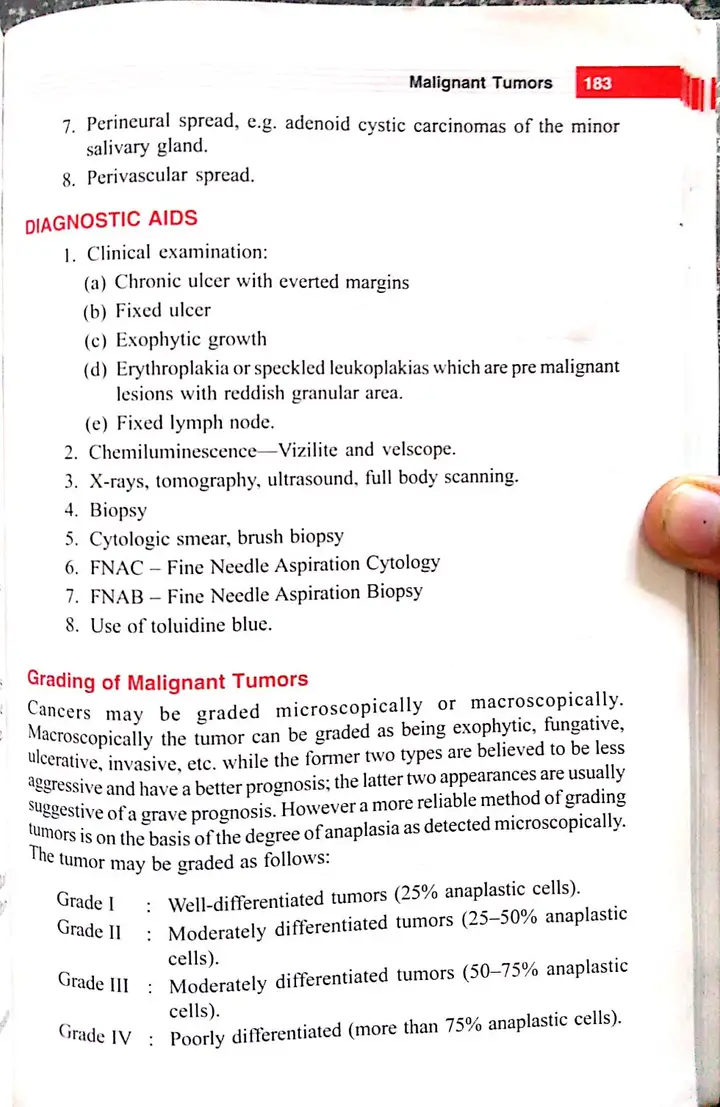 Malignant Tumors 183
7. Perineural spread, e.g. adenoid cystic carcinomas of the minor
salivary gland.
8. Perivascular spread.
DIAGNOSTIC AIDS
1. Clinical examination:
(a) Chronic ulcer with everted margins
(b) Fixed ulcer
(c) Exophytic growth
(d) Erythroplakia or speckled leukoplakias which are pre malignant
lesions with reddish granular area.
(e) Fixed lymph node.
2. Chemiluminescence—Vizilite and velscope.
3. X-rays, tomography, ultrasound, full body scanning.
4. Biopsy
5. Cytologic smear, brush biopsy
6. FNAC – Fine Needle Aspiration Cytology
7. FNAB – Fine Needle Aspiration Biopsy
8. Use of toluidine blue.
Grading of Malignant Tumors
Cancers may be graded microscopically or macroscopically.
Macroscopically the tumor can be graded as being exophytic, fungative,
ulcerative, invasive, etc. while the former two types are believed to be less
aggressive and have a better prognosis; the latter two appearances are usually
suggestive of a grave prognosis. However a more reliable method of grading
tumors is on the basis of the degree of anaplasia as detected microscopically.
The tumor may be graded as follows:
Grade I : Well-differentiated tumors (25% anaplastic cells).
Grade II : Moderately differentiated tumors (25–50% anaplastic
cells).
Grade III : Moderately differentiated tumors (50–75% anaplastic
cells).
Grade IV : Poorly differentiated (more than 75% anaplastic cells).